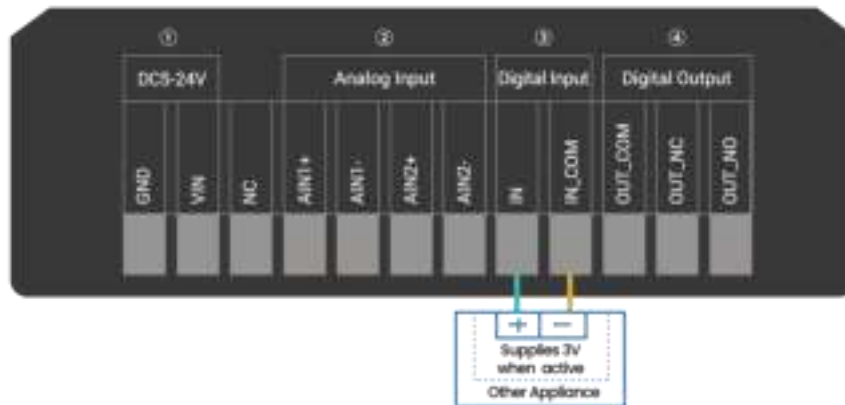 ① ② ③ ④
DC5-24V Analog Input Digital Input Digital Output
GND VIN NC AIN1+ AIN1- AIN2+ AIN2- IN IN_COM OUT_COM OUT_NC OUT_NO
+ −
Supplies 3V
when active
Other Appliance